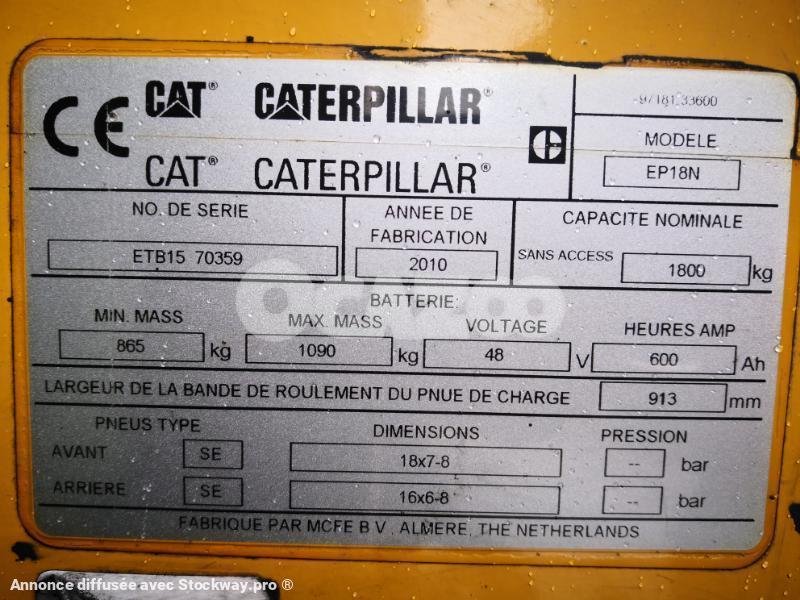 CE CAT® CATERPILLAR®
CAT® CATERPILLAR®
97181 33600
MODELE
EP18N
NO. DE SERIE
ETB15 70359
ANNEE DE
FABRICATION
2010
CAPACITE NOMINALE
SANS ACCESS 1800 kg
BATTERIE:
MIN. MASS MAX. MASS VOLTAGE HEURES AMP
865 kg 1090 kg 48 V 600 Ah
LARGEUR DE LA BANDE DE ROULEMENT DU PNUE DE CHARGE 913 mm
PNEUS TYPE DIMENSIONS PRESSION
AVANT SE 18x7-8 -- bar
ARRIERE SE 16x6-8 -- bar
FABRIQUE PAR MCFE B.V., ALMERE, THE NETHERLANDS
Annonce diffusée avec Stockway.pro ®